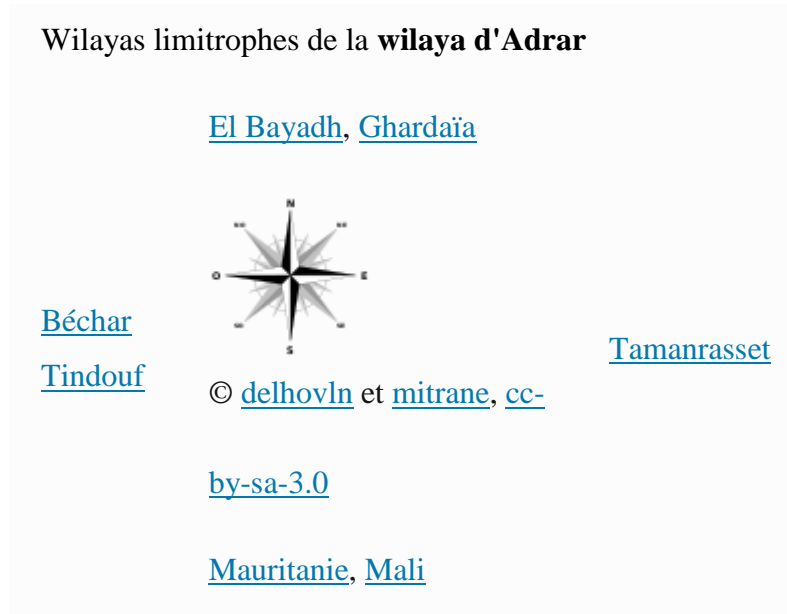 Wilayas limitrophes de la wilaya d'Adrar
El Bayadh, Ghardaïa
N
O E
S
Béchar
Tindouf
© delhovln et mitrane, cc-
by-sa-3.0
Tamanrasset
Mauritanie, Mali